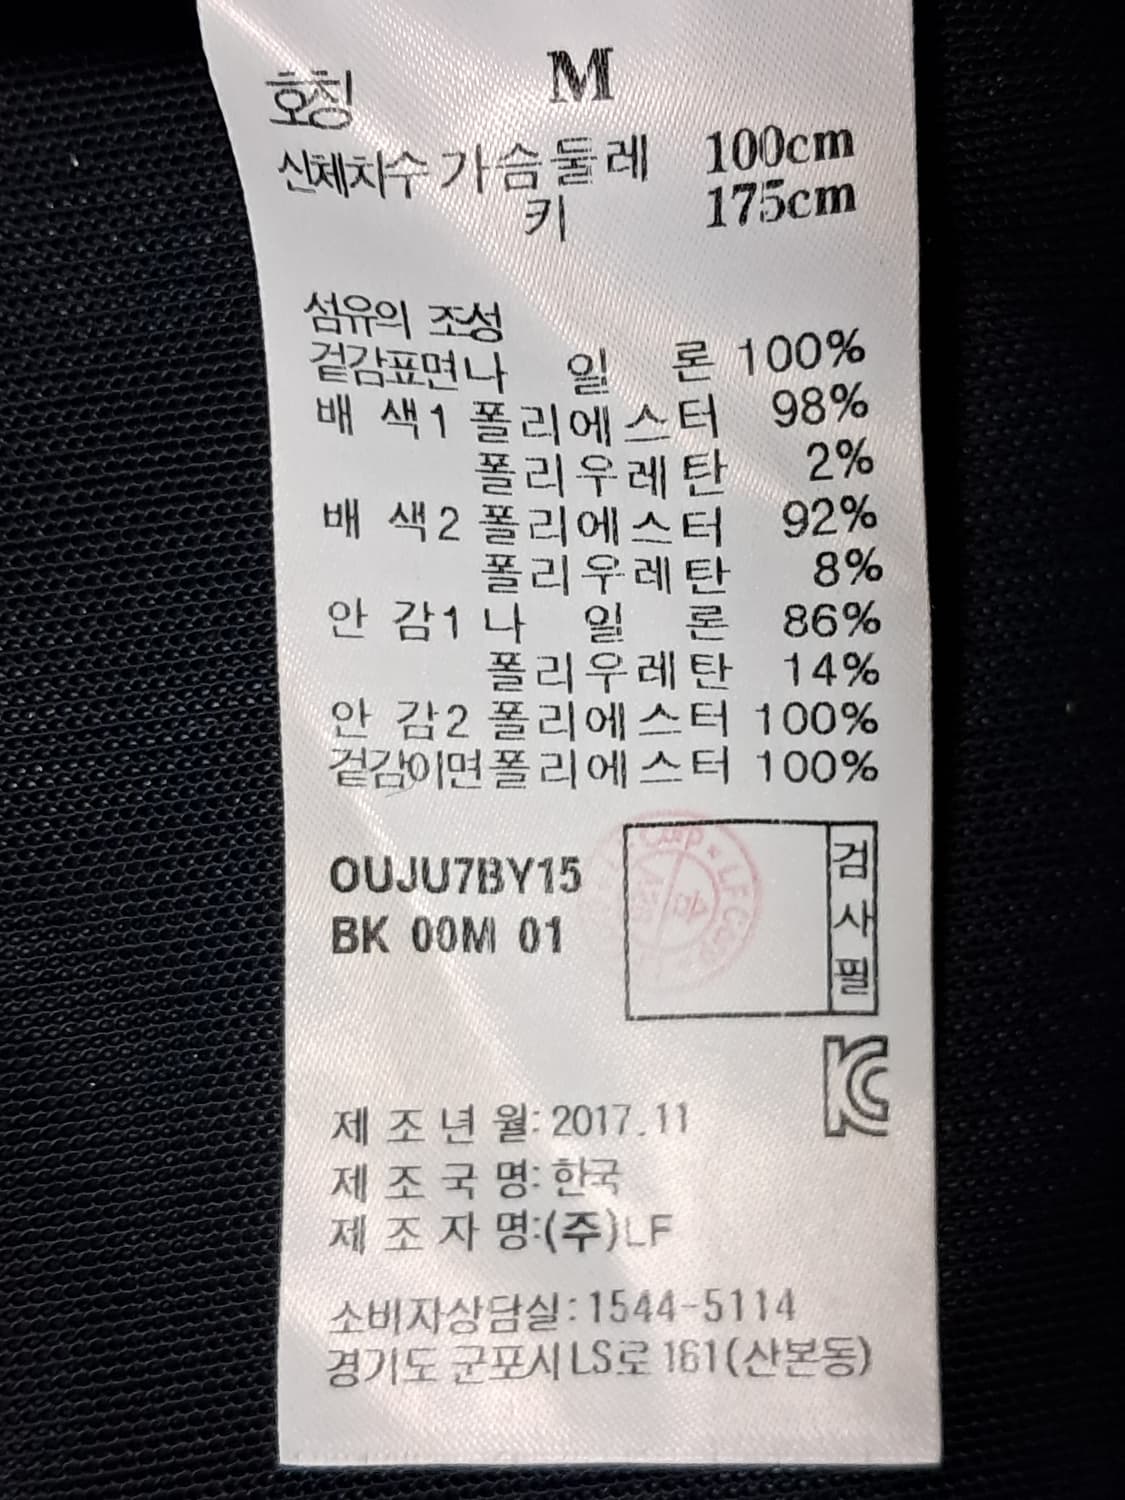 호칭 M
신체치수 가슴둘레 100cm
키 175cm
섬유의 조성
겉감표면 나일론 100%
배색1 폴리에스터 98%
폴리우레탄 2%
배색2 폴리에스터 92%
폴리우레탄 8%
안감1 나일론 86%
폴리우레탄 14%
안감2 폴리에스터 100%
겉감이면 폴리에스터 100%
OUJU7BY15
BK 00M 01
검사필
LF Corp
KC
제조년월: 2017.11
제조국명: 한국
제조자명:(주)LF
소비자상담실: 1544-5114
경기도 군포시 LS로 161(산본동)